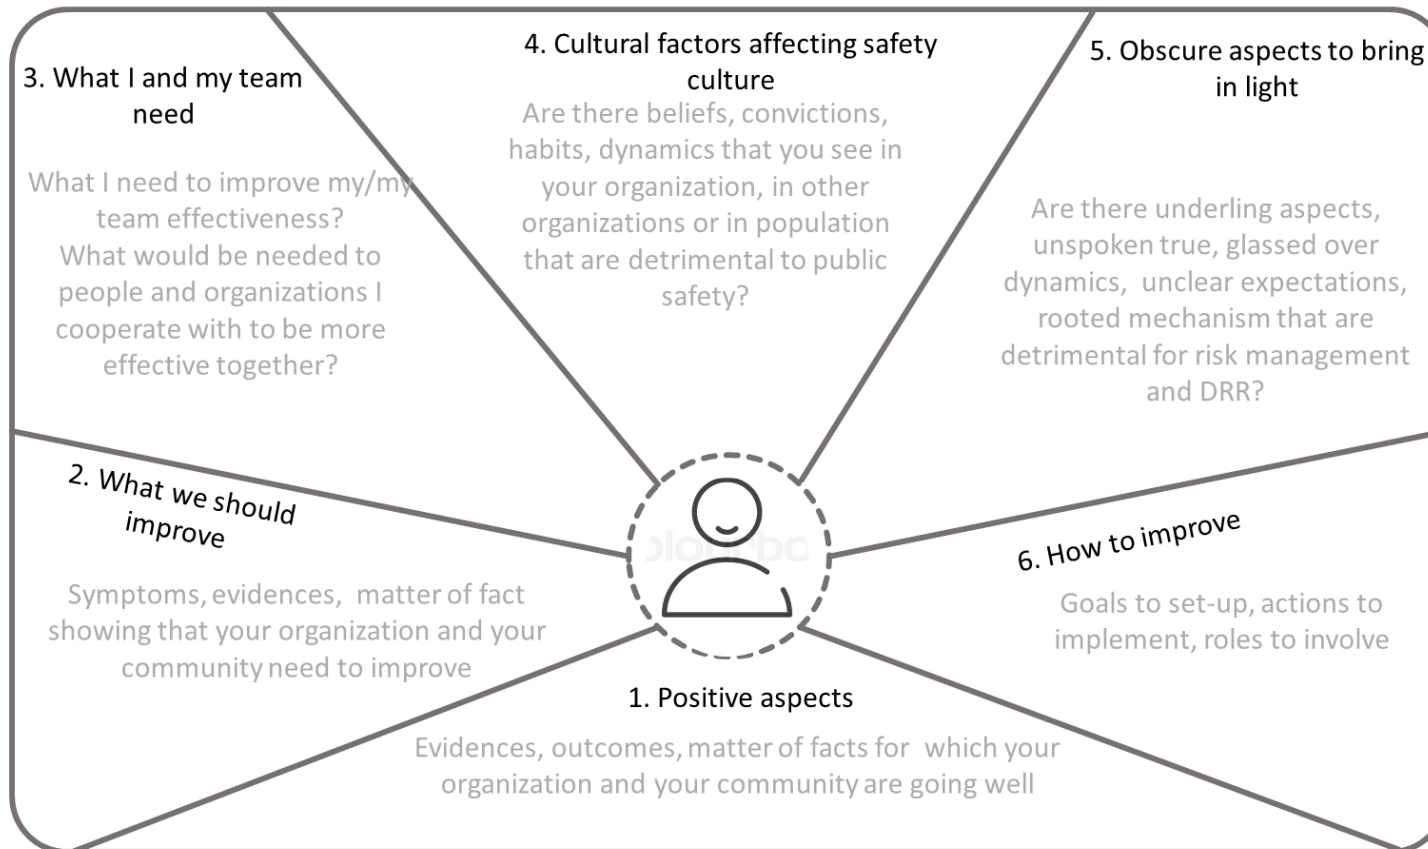 1. Positive aspects
Evidences, outcomes, matter of facts for which your
organization and your community are going well
2. What we should
improve
Symptoms, evidences, matter of fact
showing that your organization and your
community need to improve
3. What I and my team
need
What I need to improve my/my
team effectiveness?
What would be needed to
people and organizations I
cooperate with to be more
effective together?
4. Cultural factors affecting safety
culture
Are there beliefs, convictions,
habits, dynamics that you see in
your organization, in other
organizations or in population
that are detrimental to public
safety?
5. Obscure aspects to bring
in light
Are there underling aspects,
unspoken true, glassed over
dynamics, unclear expectations,
rooted mechanism that are
detrimental for risk management
and DRR?
6. How to improve
Goals to set-up, actions to
implement, roles to involve